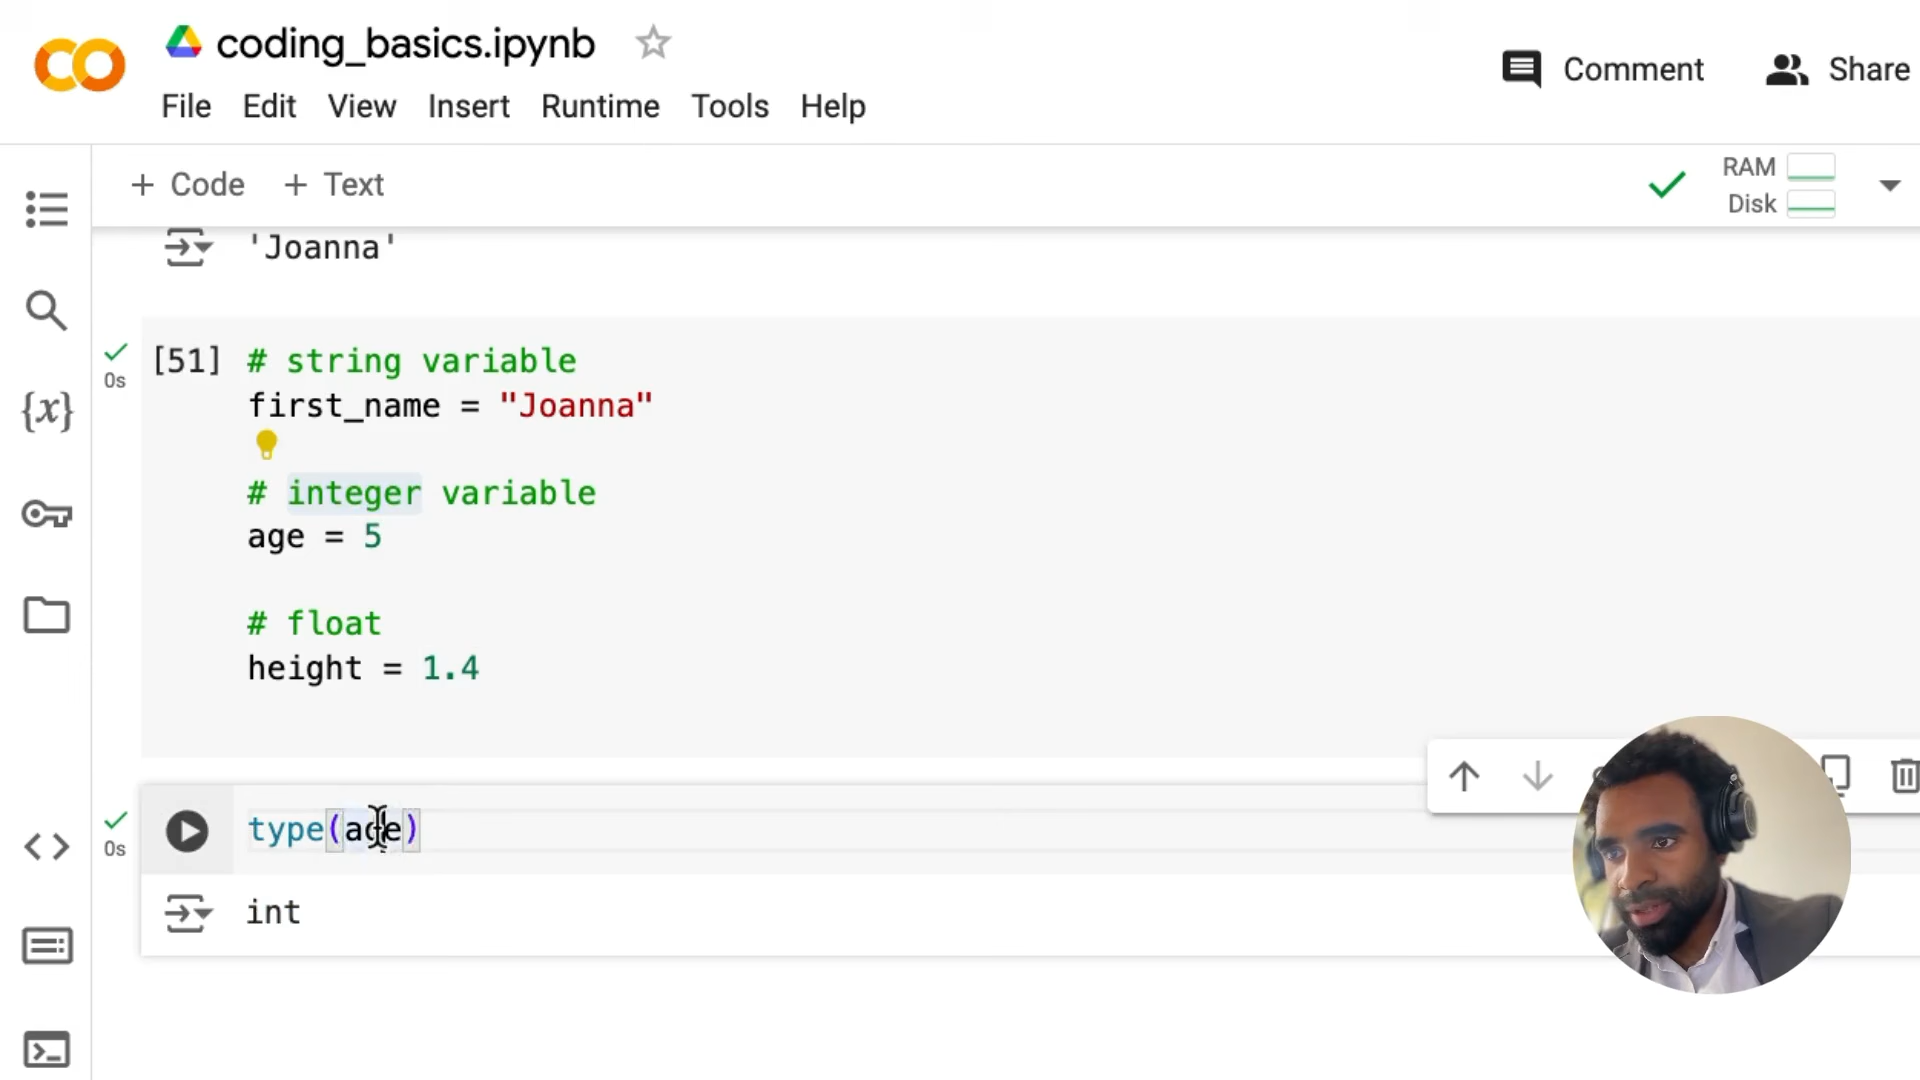 coding_basics.ipynb
Comment
Share
File Edit View Insert Runtime Tools Help
+ Code + Text
RAM
Disk
'Joanna'
[51] # string variable
0s
first_name = "Joanna"
# integer variable
age = 5
# float
height = 1.4
type(age)
0s
int